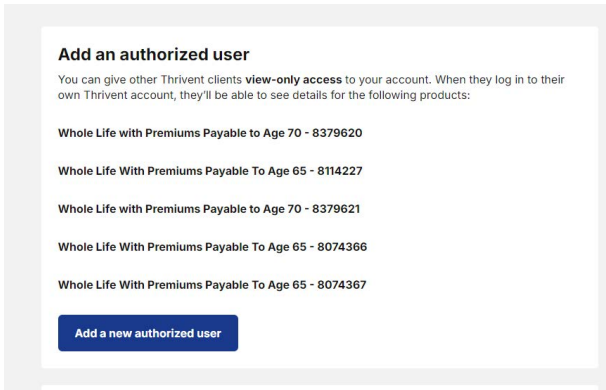 Add an authorized user
You can give other Thrivent clients view-only access to your account. When they log in to their
own Thrivent account, they’ll be able to see details for the following products:
Whole Life with Premiums Payable to Age 70 - 8379620
Whole Life With Premiums Payable To Age 65 - 8114227
Whole Life with Premiums Payable to Age 70 - 8379621
Whole Life With Premiums Payable To Age 65 - 8074366
Whole Life With Premiums Payable To Age 65 - 8074367
Add a new authorized user